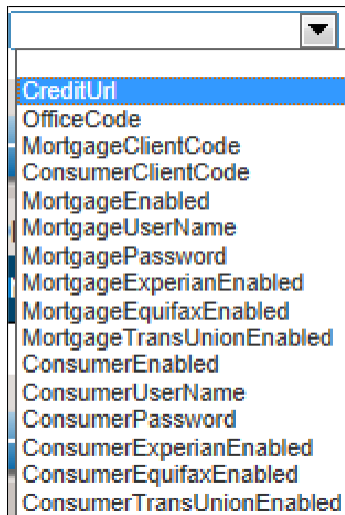 CreditUrl
OfficeCode
MortgageClientCode
ConsumerClientCode
MortgageEnabled
MortgageUserName
MortgagePassword
MortgageExperianEnabled
MortgageEquifaxEnabled
MortgageTransUnionEnabled
ConsumerEnabled
ConsumerUserName
ConsumerPassword
ConsumerExperianEnabled
ConsumerEquifaxEnabled
ConsumerTransUnionEnabled